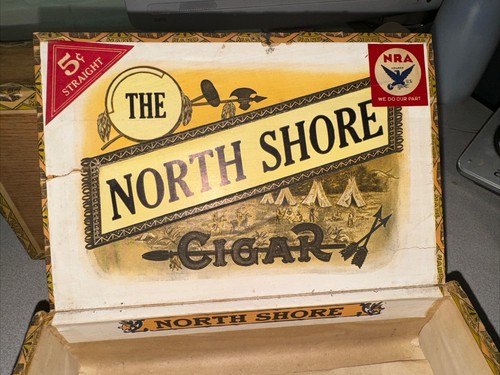 5¢
STRAIGHT
NRA
WE DO OUR PART
THE
NORTH SHORE
CIGAR
NORTH SHORE